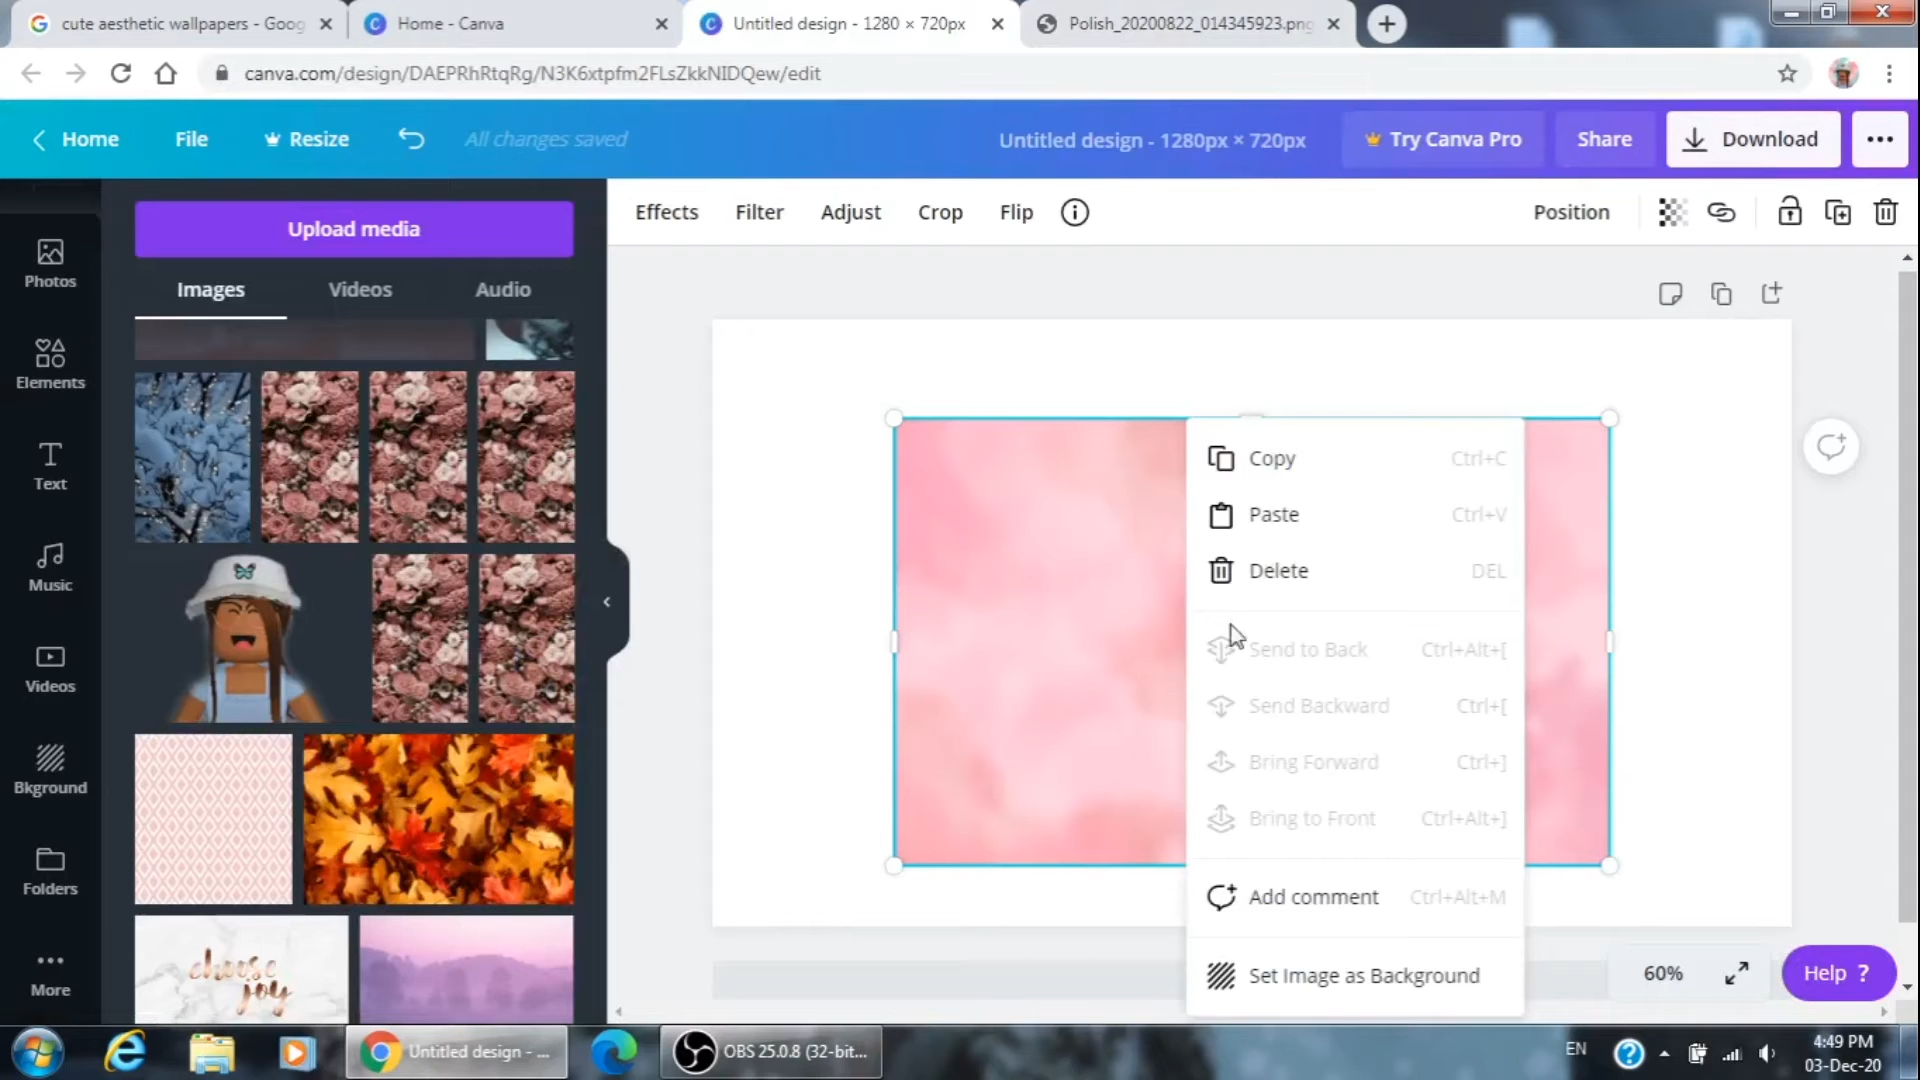 cute aesthetic wallpapers - Goog
Home - Canva
Untitled design - 1280 × 720px
Polish_20200822_014345923.png
canva.com/design/DAEPRhRtqRg/N3K6xtpfm2FLsZkkNIDQew/edit
Home
File
Resize
All changes saved
Untitled design - 1280px × 720px
Try Canva Pro
Share
Download
Upload media
Effects
Filter
Adjust
Crop
Flip
Position
Photos
Images
Videos
Audio
Elements
Text
Music
Videos
Bkground
Folders
More
choose
joy
Copy Ctrl+C
Paste Ctrl+V
Delete DEL
Send to Back Ctrl+Alt+[
Send Backward Ctrl+[
Bring Forward Ctrl+]
Bring to Front Ctrl+Alt+]
Add comment Ctrl+Alt+M
Set Image as Background
60%
Help ?
Untitled design - ...
OBS 25.0.8 (32-bit...
EN
4:49 PM
03-Dec-20